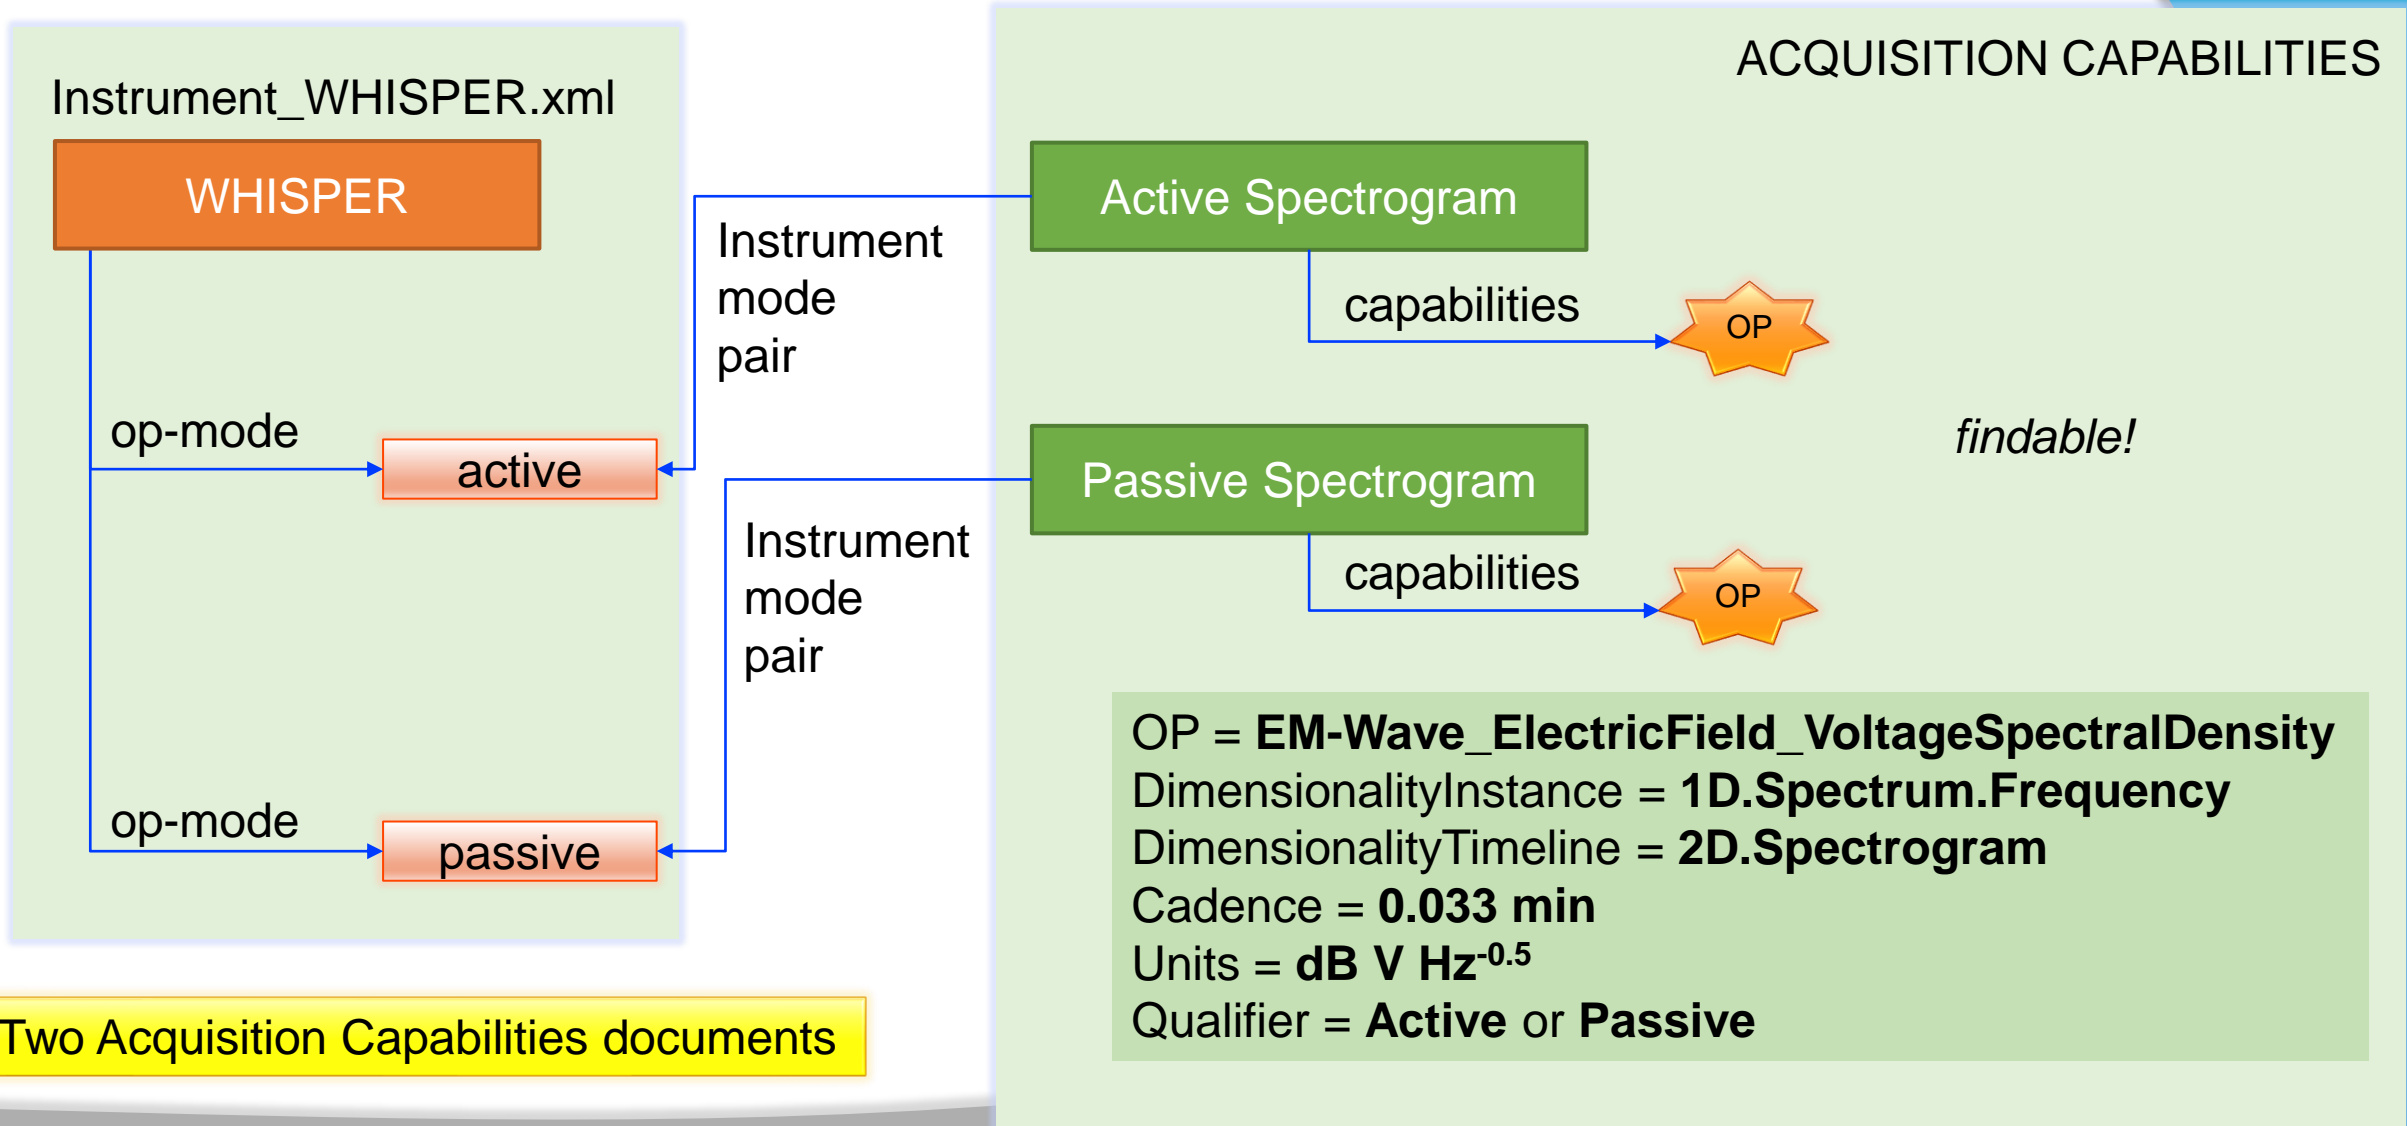 ACQUISITION CAPABILITIES
Instrument_WHISPER.xml
WHISPER
Active Spectrogram
Instrument
mode
pair
capabilities
OP
op-mode
active
findable!
Passive Spectrogram
Instrument
mode
pair
capabilities
OP
op-mode
passive
OP = EM-Wave_ElectricField_VoltageSpectralDensity
DimensionalityInstance = 1D.Spectrum.Frequency
DimensionalityTimeline = 2D.Spectrogram
Cadence = 0.033 min
Units = dB V Hz-0.5
Qualifier = Active or Passive
Two Acquisition Capabilities documents